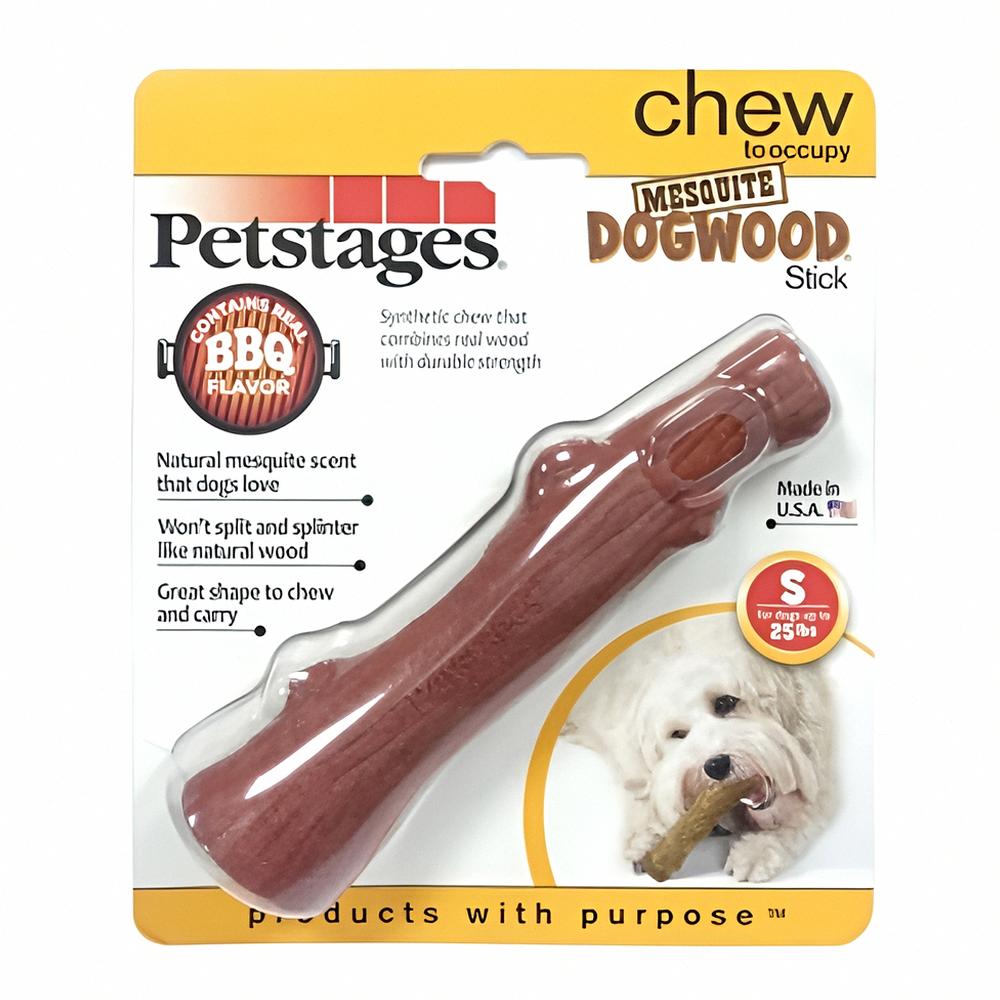 chew
to occupy
Petstages®
MESQUITE
DOGWOOD®
Stick
CONTAINS REAL
BBQ
FLAVOR
Synthetic chew that
combines real wood
with durable strength
Natural mesquite scent
that dogs love
Won't split and splinter
like natural wood
Great shape to chew
and carry
Made in
U.S.A.
S
25 lbs
products with purpose™